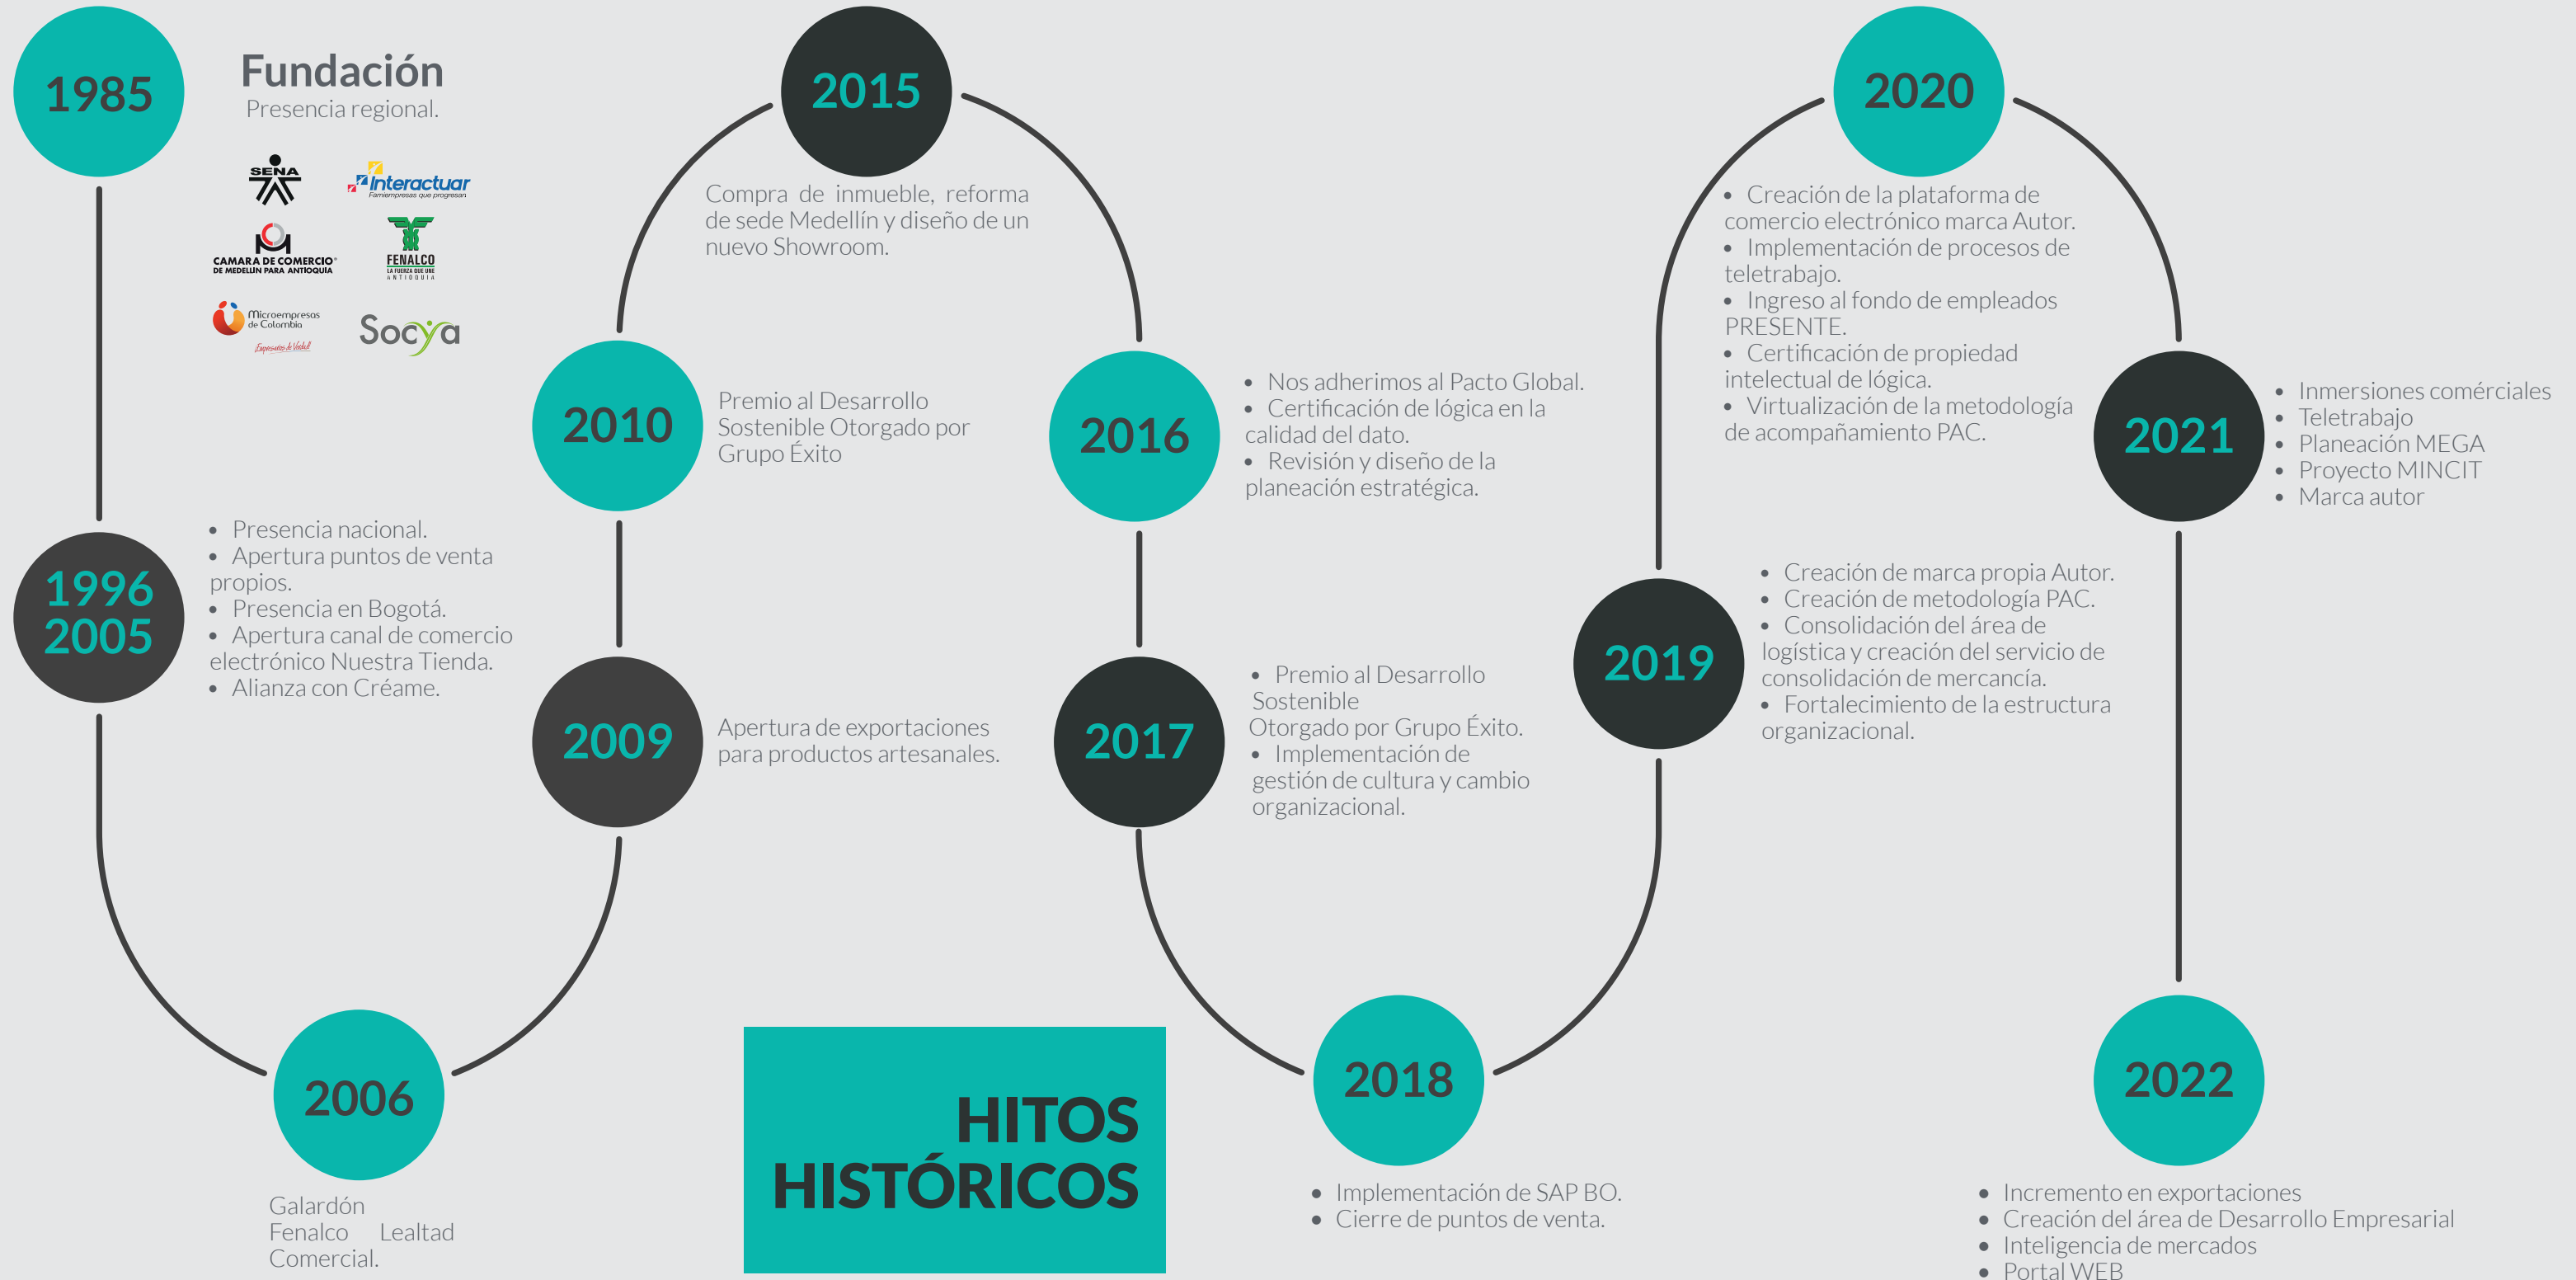 1985
Fundación
Presencia regional.
SENA
Interactuar
Famiempresas que progresan
CAMARA DE COMERCIO®
DE MEDELLIN PARA ANTIOQUIA
FENALCO
LA FUERZA QUE UNE
ANTIOQUIA
Microempresas
de Colombia
¡Empresarios de Verdad!
Socya
1996
2005
• Presencia nacional.
• Apertura puntos de venta
propios.
• Presencia en Bogotá.
• Apertura canal de comercio
electrónico Nuestra Tienda.
• Alianza con Créame.
2006
Galardón
Fenalco Lealtad
Comercial.
2009
Apertura de exportaciones
para productos artesanales.
2010
Premio al Desarrollo
Sostenible Otorgado por
Grupo Éxito
2015
Compra de inmueble, reforma
de sede Medellín y diseño de un
nuevo Showroom.
2016
• Nos adherimos al Pacto Global.
• Certificación de lógica en la
calidad del dato.
• Revisión y diseño de la
planeación estratégica.
2017
• Premio al Desarrollo
Sostenible
Otorgado por Grupo Éxito.
• Implementación de
gestión de cultura y cambio
organizacional.
2018
• Implementación de SAP BO.
• Cierre de puntos de venta.
2019
• Creación de marca propia Autor.
• Creación de metodología PAC.
• Consolidación del área de
logística y creación del servicio de
consolidación de mercancía.
• Fortalecimiento de la estructura
organizacional.
2020
• Creación de la plataforma de
comercio electrónico marca Autor.
• Implementación de procesos de
teletrabajo.
• Ingreso al fondo de empleados
PRESENTE.
• Certificación de propiedad
intelectual de lógica.
• Virtualización de la metodología
de acompañamiento PAC.
2021
• Inmersiones comérciales
• Teletrabajo
• Planeación MEGA
• Proyecto MINCIT
• Marca autor
2022
• Incremento en exportaciones
• Creación del área de Desarrollo Empresarial
• Inteligencia de mercados
• Portal WEB
HITOS
HISTÓRICOS